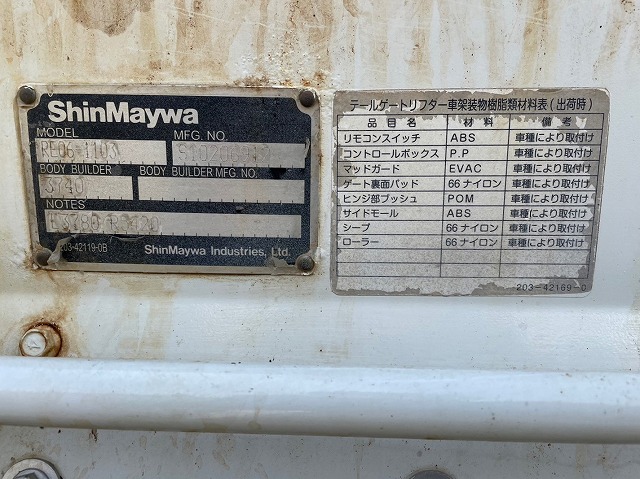 ShinMaywa
MODEL
MFG. NO.
RE06-1103
BODY BUILDER
BODY BUILDER MFG. NO.
3740
NOTES
203-42119-0B
ShinMaywa Industries, Ltd.
テールゲートリフター車架装物樹脂類材料表(出荷時)
品目名 材料 備考
リモコンスイッチ ABS 車種により取付け
コントロールボックス P.P 車種により取付け
マッドガード EVAC 車種により取付け
ゲート裏面パッド 66ナイロン 車種により取付け
ヒンジ部ブッシュ POM 車種により取付け
サイドモール ABS 車種により取付け
シーブ 66ナイロン 車種により取付け
ローラー 66ナイロン 車種により取付け
203-42169-0